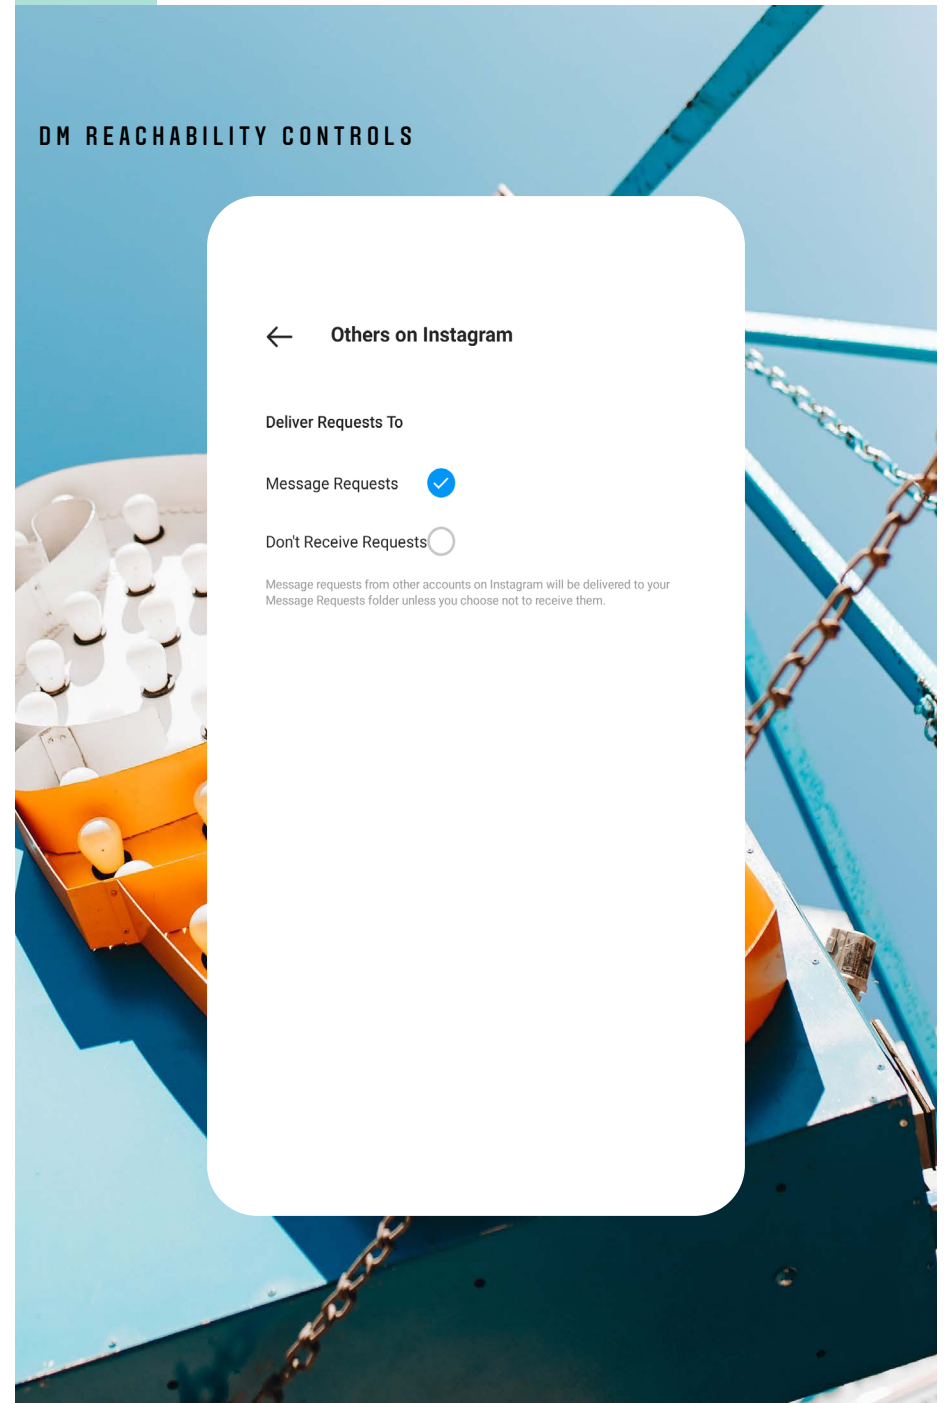 DM REACHABILITY CONTROLS
Others on Instagram
Deliver Requests To
Message Requests
Don't Receive Requests
Message requests from other accounts on Instagram will be delivered to your
Message Requests folder unless you choose not to receive them.